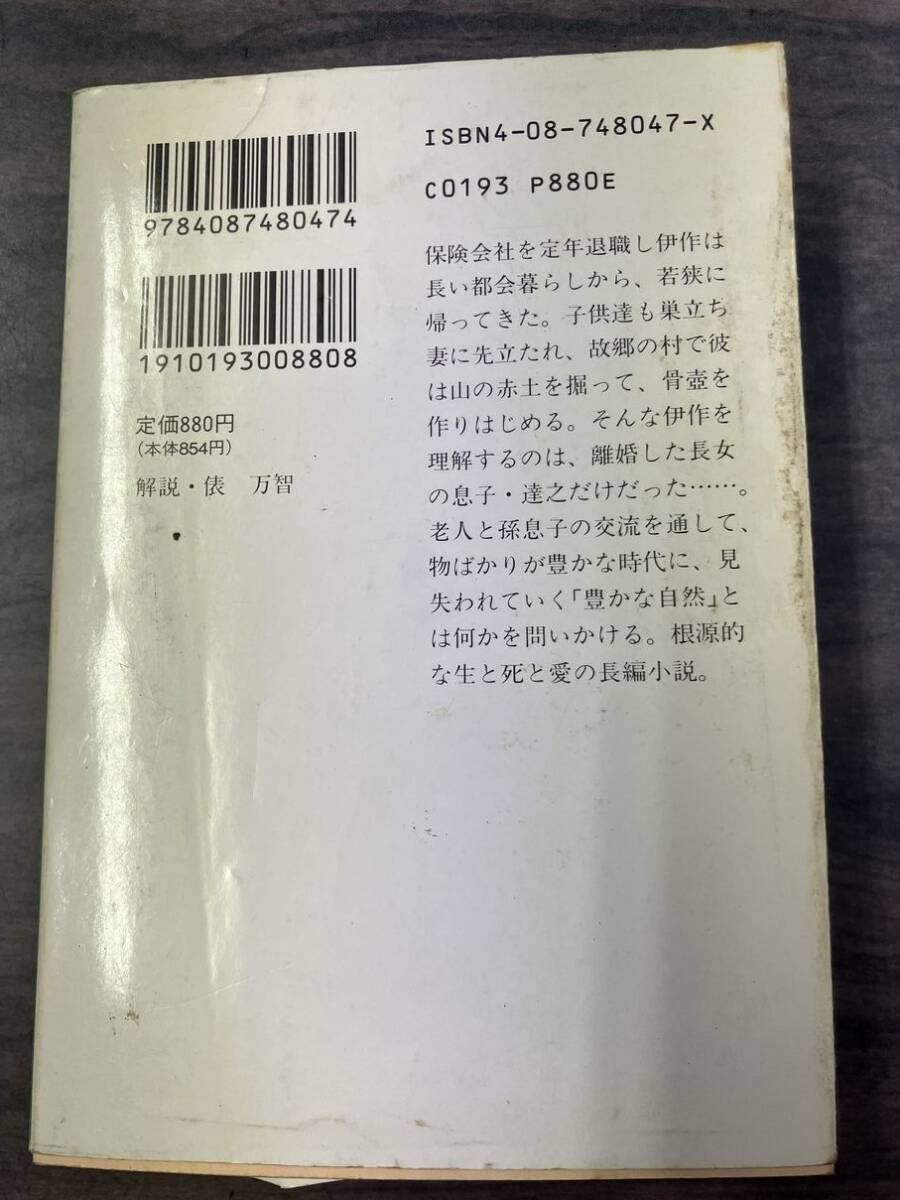 ISBN4-08-748047-X
C0193 P880E
9784087480474
1910193008808
定価880円
(本体854円)
解説・俵 万智
保険会社を定年退職し伊作は
長い都会暮らしから、若狭に
帰ってきた。子供達も巣立ち
妻に先立たれ、故郷の村で彼
は山の赤土を掘って、骨壺を
作りはじめる。そんな伊作を
理解するのは、離婚した長女
の息子・達之だけだった……。
老人と孫息子の交流を通して、
物ばかりが豊かな時代に、見
失われていく「豊かな自然」と
は何かを問いかける。根源的
な生と死と愛の長編小説。